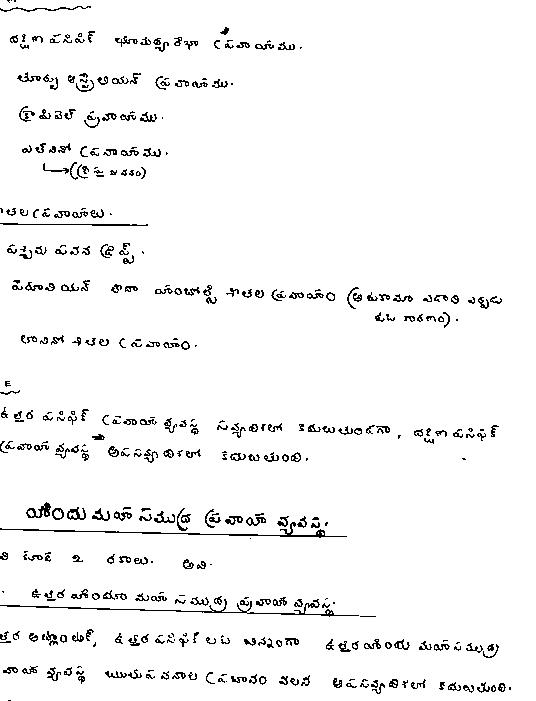 దక్షిణ పసిఫిక్ భూమధ్యరేఖా ప్రవాహము.
తూర్పు ఆస్ట్రేలియన్ ప్రవాహము.
క్రామ్‌వెల్ ప్రవాహము.
ఎల్‌నినో ప్రవాహము.
శీతల ప్రవాహాలు.
పశ్చిమ పవన డ్రిఫ్ట్.
పెరూవియన్ లేదా హంబోల్ట్ శీతల ప్రవాహం (అటకామా ఎడారి ఏర్పడు
టకు కారణం).
లానినో శీతల ప్రవాహం.
E
ఉత్తర పసిఫిక్ ప్రవాహ వ్యవస్థ సవ్యదిశలో కదులుతుండగా, దక్షిణ పసిఫిక్
ప్రవాహ వ్యవస్థ అపసవ్యదిశలో కదులుతుంది.
హిందుమహాసముద్ర ప్రవాహ వ్యవస్థ:
వి కూడ 2 రకాలు. అవి.
ఉత్తర హిందూ మహా సముద్ర ప్రవాహ వ్యవస్థ:
త్తర అట్లాంటిక్, ఉత్తర పసిఫిక్ లకు భిన్నంగా ఉత్తర హిందు మహాసముద్ర
వాహ వ్యవస్థ ఋతుపవనాల ప్రభావం వలన అపసవ్యదిశలో కదులుతుంది.